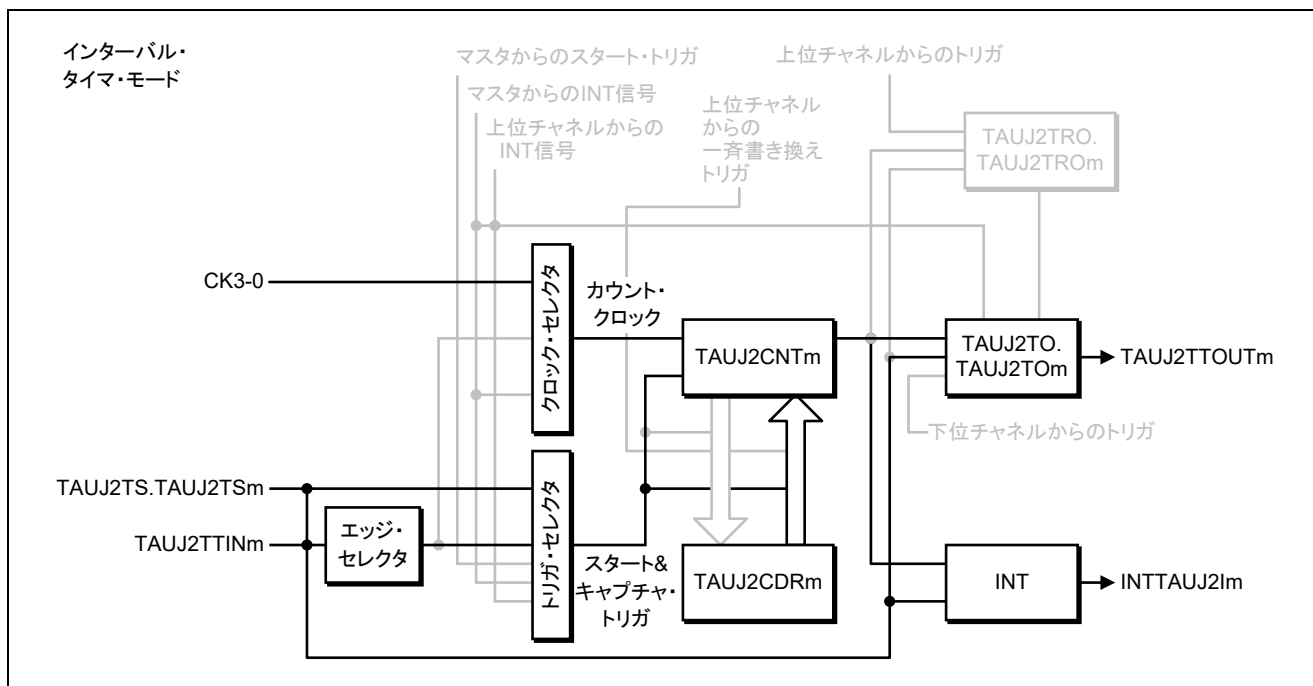 インターバル・
タイマ・モード
マスタからのスタート・トリガ
マスタからのINT信号
上位チャネルからの
INT信号
上位チャネル
からの
一斉書き換え
トリガ
上位チャネルからのトリガ
TAUJ2TRO.
TAUJ2TROm
CK3-0
クロック・セレクタ
カウント・
クロック
TAUJ2CNTm
TAUJ2TO.
TAUJ2TOm
TAUJ2TTOUTm
下位チャネルからのトリガ
TAUJ2TS.TAUJ2TSm
TAUJ2TTINm
エッジ・
セレクタ
トリガ・セレクタ
スタート&
キャプチャ・
トリガ
TAUJ2CDRm
INT
INTTAUJ2Im